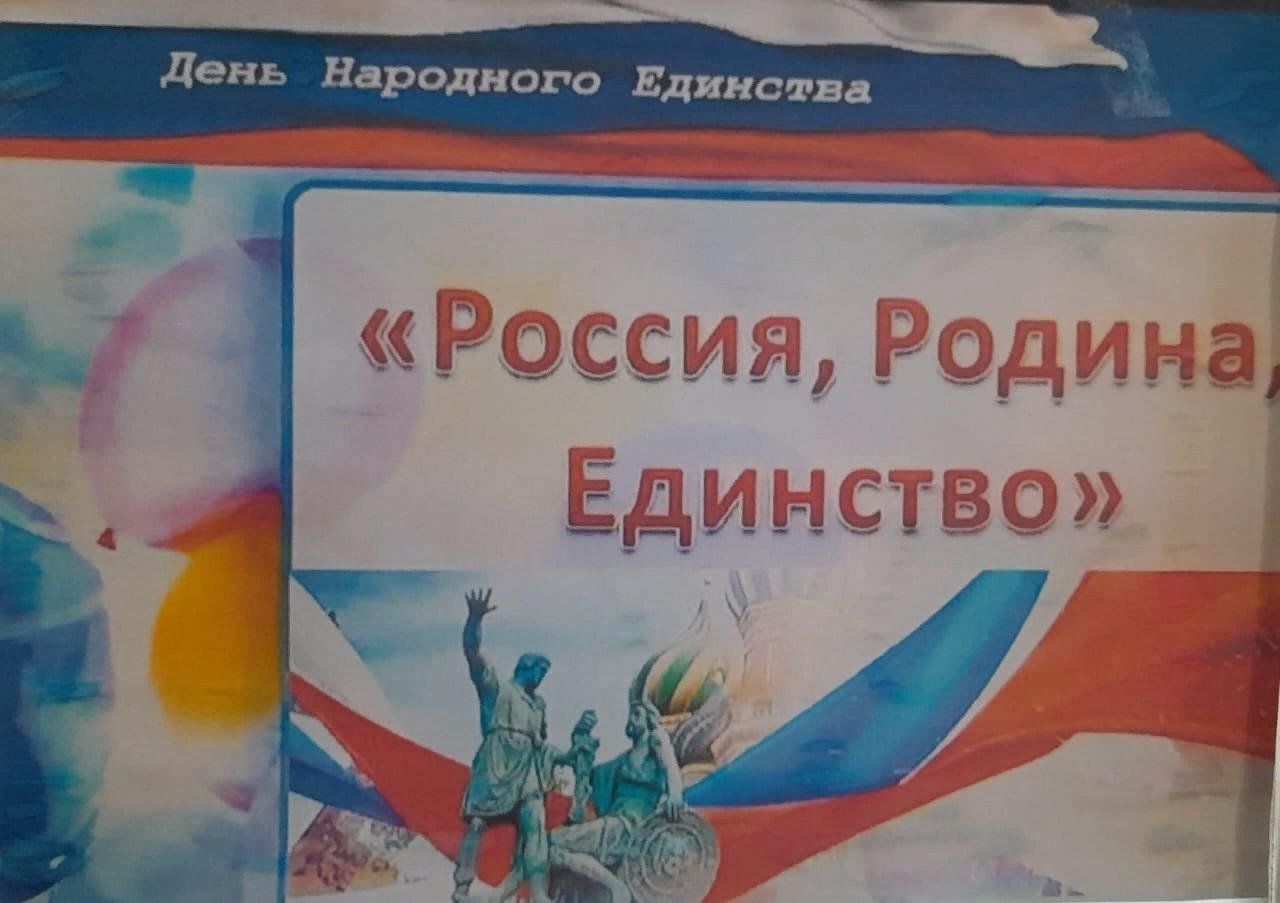 День Народного Единства
«Россия, Родина,
Единство»